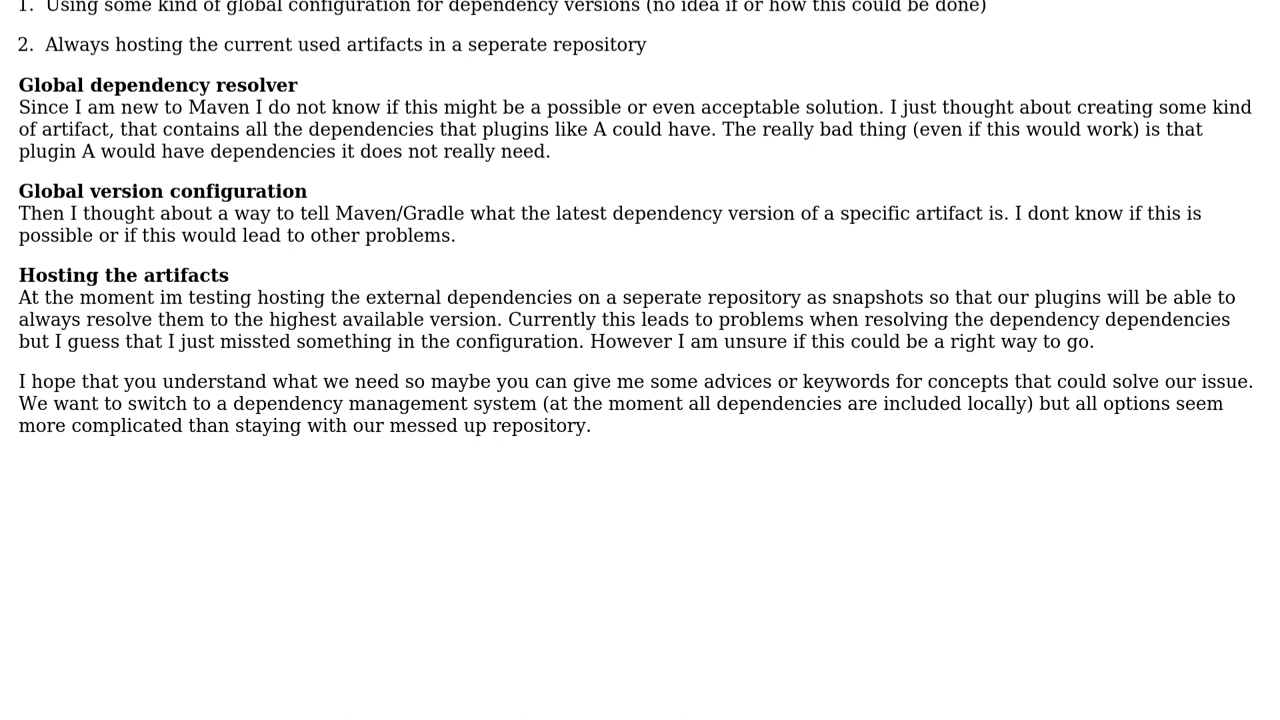 1. Using some kind of global configuration for dependency versions (no idea if or how this could be done)
2. Always hosting the current used artifacts in a seperate repository
Global dependency resolver
Since I am new to Maven I do not know if this might be a possible or even acceptable solution. I just thought about creating some kind
of artifact, that contains all the dependencies that plugins like A could have. The really bad thing (even if this would work) is that
plugin A would have dependencies it does not really need.
Global version configuration
Then I thought about a way to tell Maven/Gradle what the latest dependency version of a specific artifact is. I dont know if this is
possible or if this would lead to other problems.
Hosting the artifacts
At the moment im testing hosting the external dependencies on a seperate repository as snapshots so that our plugins will be able to
always resolve them to the highest available version. Currently this leads to problems when resolving the dependency dependencies
but I guess that I just missted something in the configuration. However I am unsure if this could be a right way to go.
I hope that you understand what we need so maybe you can give me some advices or keywords for concepts that could solve our issue.
We want to switch to a dependency management system (at the moment all dependencies are included locally) but all options seem
more complicated than staying with our messed up repository.